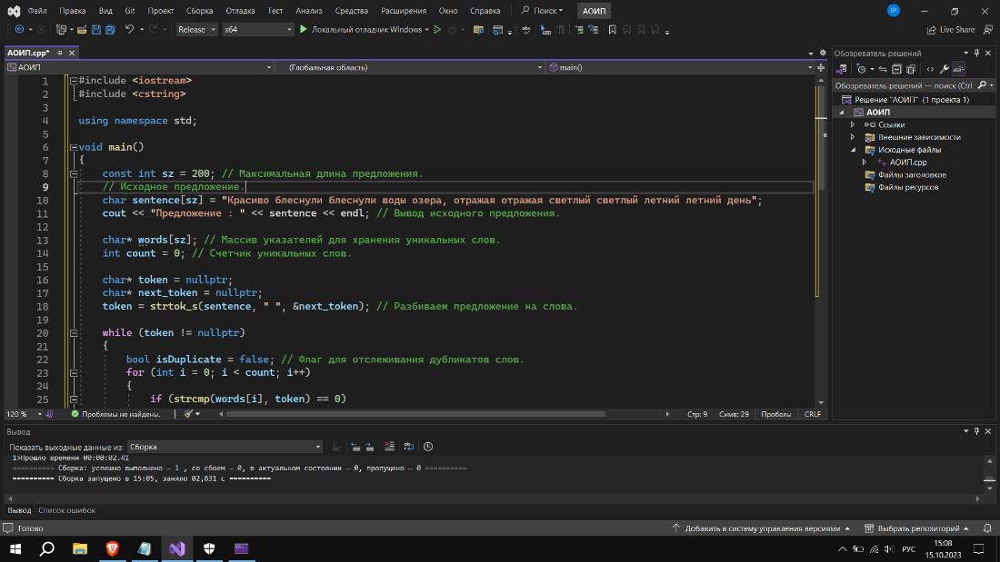 Файл Правка Вид Git Проект Сборка Отладка Тест Анализ Средства Расширения Окно Справка Поиск АОИП IP
Release x64 Локальный отладчик Windows Live Share
АОИП.cpp*
АОИП (Глобальная область) main()
1 #include <iostream>
2 #include <cstring>
3
4 using namespace std;
5
6 void main()
7 {
8 const int sz = 200; // Максимальная длина предложения.
9 // Исходное предложение.
10 char sentence[sz] = "Красиво блеснули блеснули воды озера, отражая отражая светлый светлый летний летний день";
11 cout << "Предложение : " << sentence << endl; // Вывод исходного предложения.
12
13 char* words[sz]; // Массив указателей для хранения уникальных слов.
14 int count = 0; // Счетчик уникальных слов.
15
16 char* token = nullptr;
17 char* next_token = nullptr;
18 token = strtok_s(sentence, " ", &next_token); // Разбиваем предложение на слова.
19
20 while (token != nullptr)
21 {
22 bool isDuplicate = false; // Флаг для отслеживания дубликатов слов.
23 for (int i = 0; i < count; i++)
24 {
25 if (strcmp(words[i], token) == 0)
120 % Проблемы не найдены. Стр: 9 Симв: 29 Пробелы CRLF
Обозреватель решений
Обозреватель решений — поиск (Ctrl
Решение "АОИП" (1 проекта 1)
АОИП
Ссылки
Внешние зависимости
Исходные файлы
АОИП.cpp
Файлы заголовков
Файлы ресурсов
Вывод
Показать выходные данные из: Сборка
1>Прошло времени 00:00:02.41
========== Сборка: успешно выполнено — 1 , со сбоем — 0, в актуальном состоянии — 0, пропущено — 0 ==========
========== Сборка запущено в 15:05, заняло 02,831 с ==========
Вывод Список ошибок
Готово Добавить в систему управления версиями Выбрать репозиторий
РУС 15:08
15.10.2023